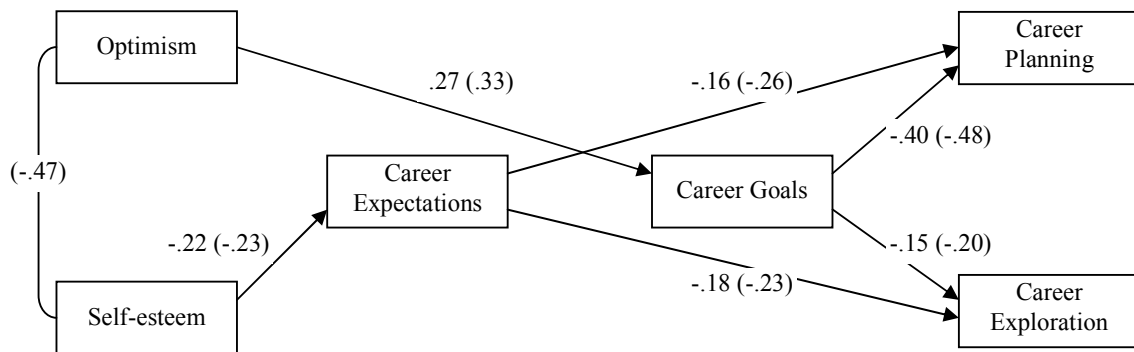 Optimism
Career
Planning
.27 (.33)
-.16 (-.26)
-.40 (-.48)
(-.47)
Career
Expectations
Career Goals
-.22 (-.23)
-.15 (-.20)
-.18 (-.23)
Self-esteem
Career
Exploration